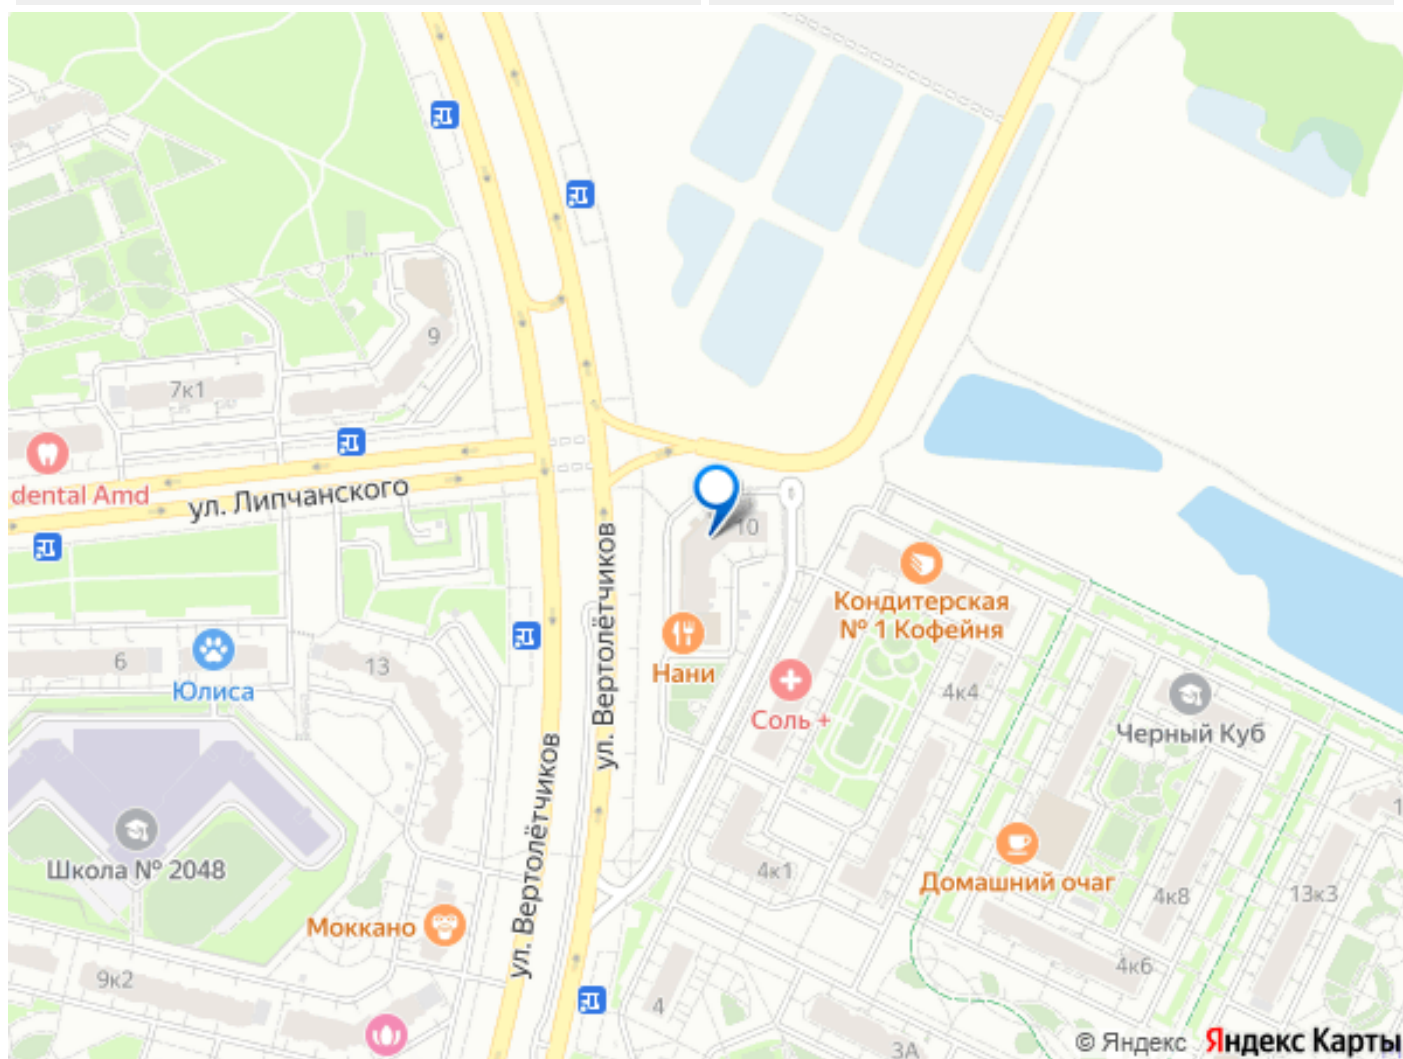 9
7к1
dental Amd
ул. Липчанского
10
ул. Вертолётчиков
Кондитерская
№ 1 Кофейня
Нани
6
Юлиса
13
Соль +
4к4
Черный Куб
ул. Вертолётчиков
Школа № 2048
4к1
Домашний очаг
4к8
13к3
Моккано
9к2
4к6
4
3А
1
© Яндекс Яндекс Карты